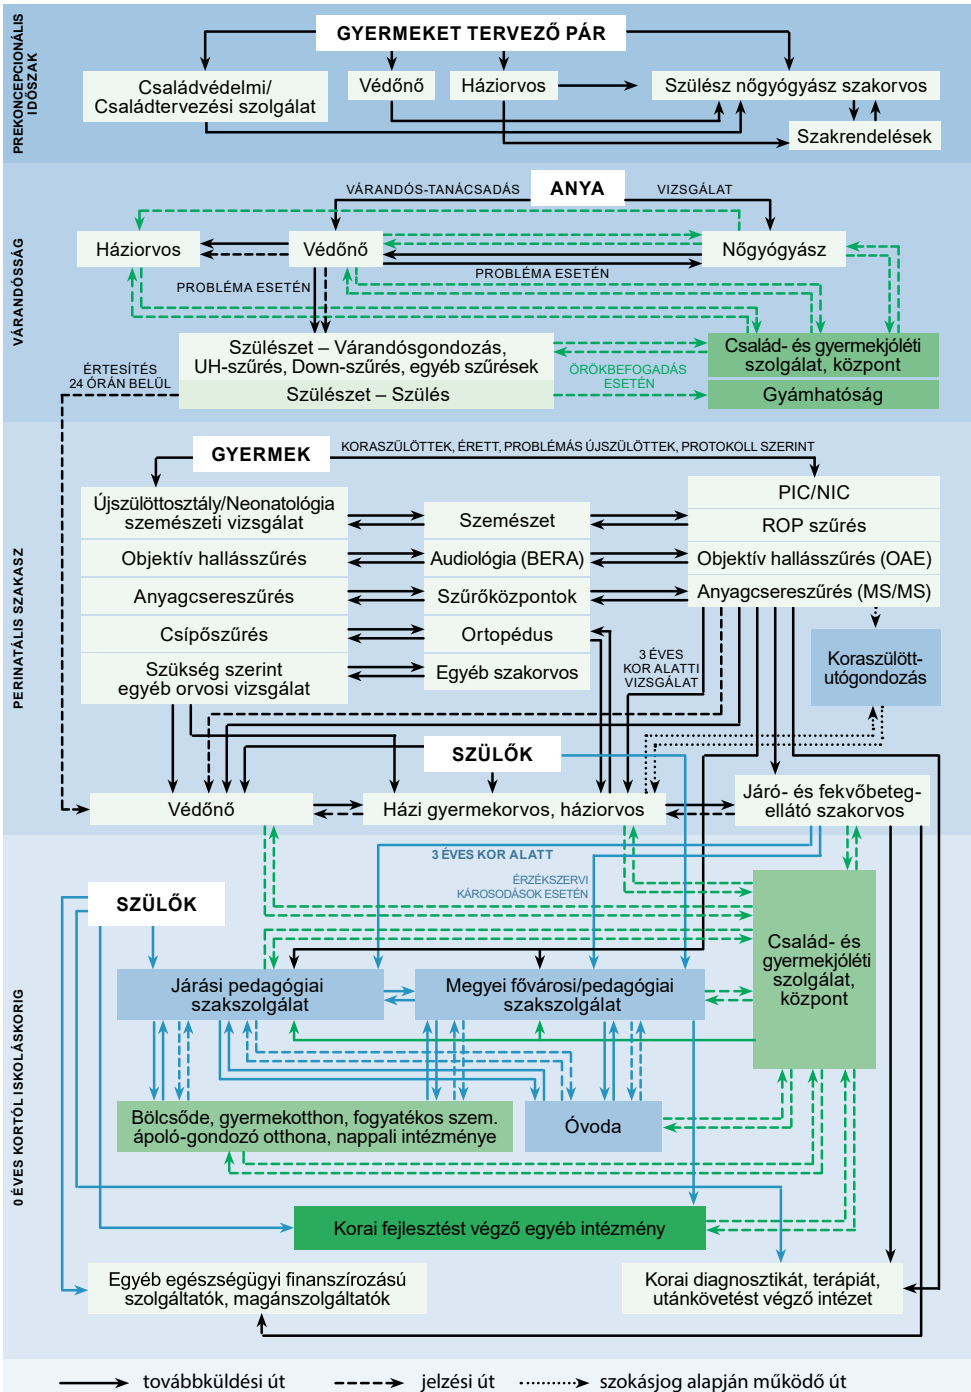 PREKONCEPCIONÁLIS
IDŐSZAK
GYERMEKET TERVEZŐ PÁR
Családvédelmi/
Családtervezési szolgálat
Védőnő
Háziorvos
Szülész nőgyógyász szakorvos
Szakrendelések
VÁRANDÓSSÁG
VÁRANDÓS-TANÁCSADÁS
ANYA
VIZSGÁLAT
Háziorvos
Védőnő
Nőgyógyász
PROBLÉMA ESETÉN
PROBLÉMA ESETÉN
Szülészet – Várandósgondozás,
UH-szűrés, Down-szűrés, egyéb szűrések
Szülészet – Szülés
ÉRTESÍTÉS
24 ÓRÁN BELÜL
ÖRÖKBEFOGADÁS
ESETÉN
Család- és gyermekjóléti
szolgálat, központ
Gyámhatóság
PERINATÁLIS SZAKASZ
GYERMEK
KORASZÜLÖTTEK, ÉRETT, PROBLÉMÁS ÚJSZÜLÖTTEK, PROTOKOLL SZERINT
Újszülöttosztály/Neonatológia
szemészeti vizsgálat
Objektív hallásszűrés
Anyagcsereszűrés
Csípőszűrés
Szükség szerint
egyéb orvosi vizsgálat
Szemészet
Audiológia (BERA)
Szűrőközpontok
Ortopédus
Egyéb szakorvos
PIC/NIC
ROP szűrés
Objektív hallásszűrés (OAE)
Anyagcsereszűrés (MS/MS)
3 ÉVES
KOR ALATTI
VIZSGÁLAT
Koraszülött-
utógondozás
SZÜLŐK
Védőnő
Házi gyermekorvos, háziorvos
Járó- és fekvőbeteg-
ellátó szakorvos
0 ÉVES KORTÓL ISKOLÁSKORIG
3 ÉVES KOR ALATT
ÉRZÉKSZERVI
KÁROSODÁSOK ESETÉN
SZÜLŐK
Család- és
gyermekjóléti
szolgálat,
központ
Járási pedagógiai
szakszolgálat
Megyei fővárosi/pedagógiai
szakszolgálat
Bölcsőde, gyermekotthon, fogyatékos szem.
ápoló-gondozó otthona, nappali intézménye
Óvoda
Korai fejlesztést végző egyéb intézmény
Egyéb egészségügyi finanszírozású
szolgáltatók, magánszolgáltatók
Korai diagnosztikát, terápiát,
utánkövetést végző intézet
továbbküldési út
jelzési út
szokásjog alapján működő út